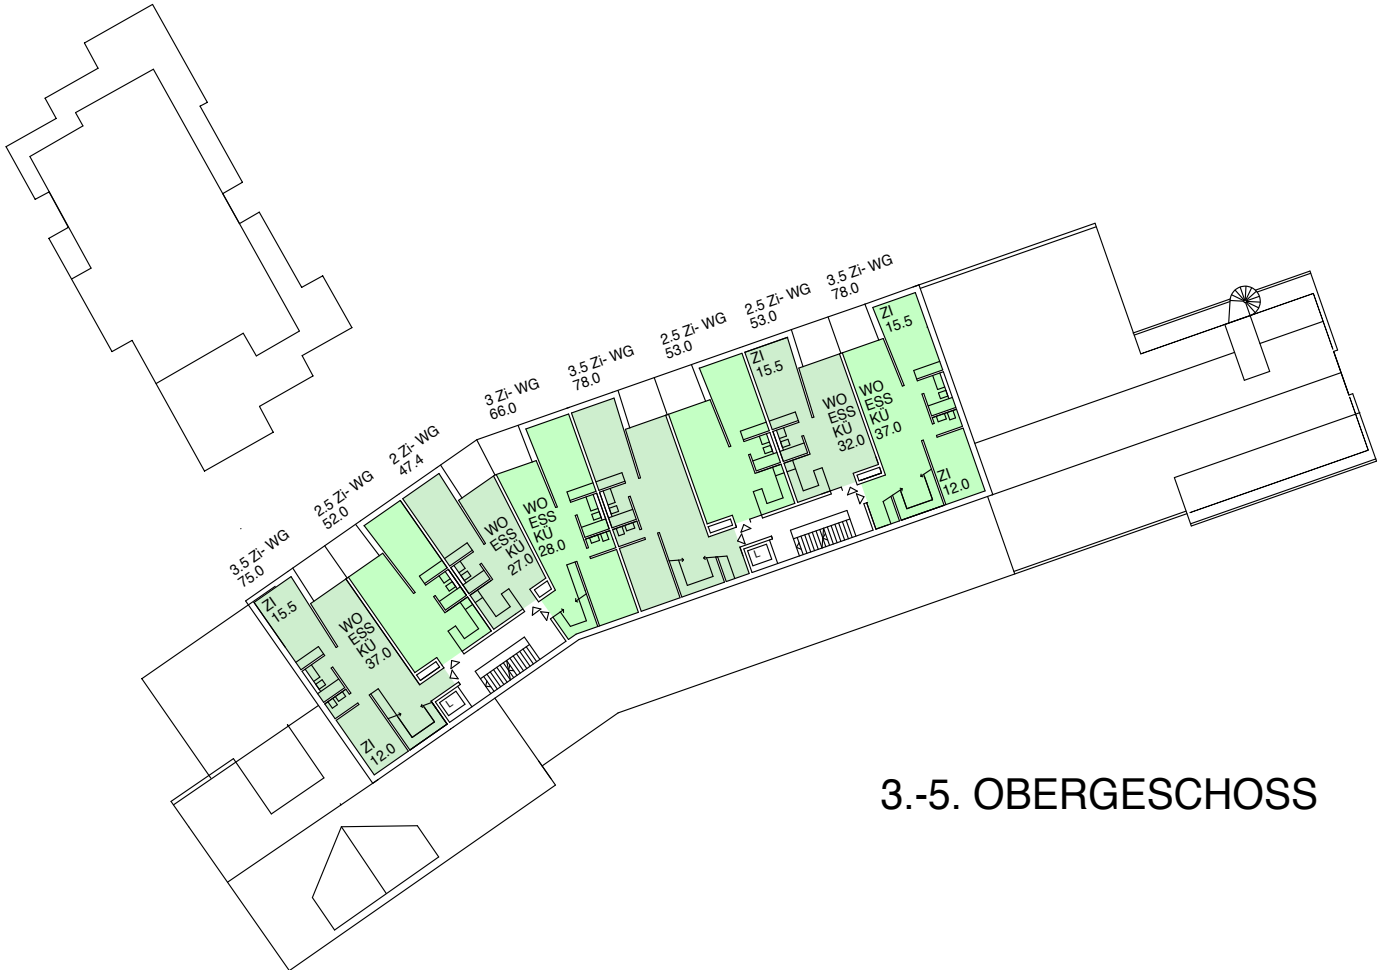 3.5 Zi- WG
75.0
2.5 Zi- WG
52.0
2 Zi- WG
47.4
3 Zi- WG
66.0
3.5 Zi- WG
78.0
2.5 Zi- WG
53.0
2.5 Zi- WG
53.0
3.5 Zi- WG
78.0
ZI
15.5
WO
ESS
KÜ
37.0
ZI
12.0
L
WO
ESS
KÜ
27.0
WO
ESS
KÜ
28.0
L
ZI
15.5
WO
ESS
KÜ
32.0
WO
ESS
KÜ
37.0
ZI
15.5
ZI
12.0
3.-5. OBERGESCHOSS